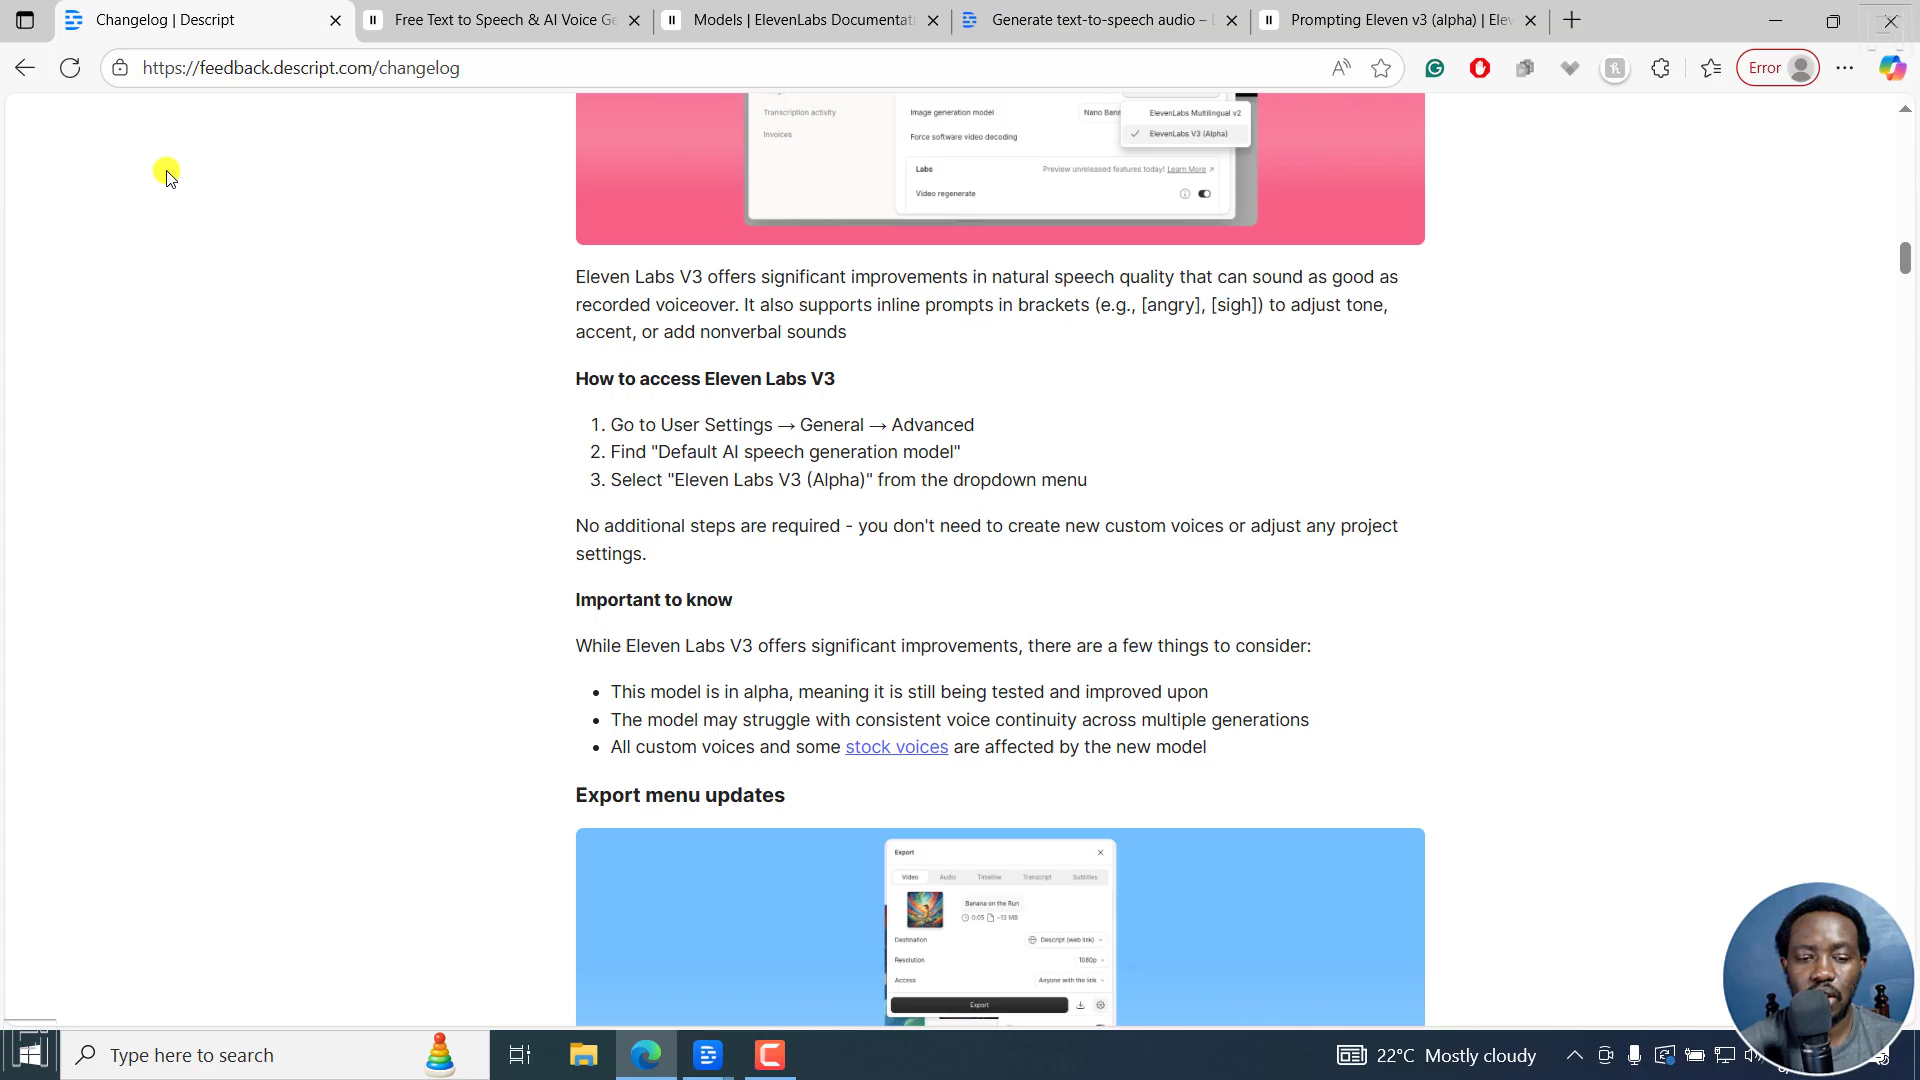 Changelog | Descript
Free Text to Speech & AI Voice Ge
Models | ElevenLabs Documentati
Generate text-to-speech audio –
Prompting Eleven v3 (alpha) | Elev
https://feedback.descript.com/changelog
Error
Transcription activity
Invoices
Image generation model
Nano Bana
Force software video decoding
ElevenLabs Multilingual v2
ElevenLabs V3 (Alpha)
Labs
Preview unreleased features today! Learn More
Video regenerate
Eleven Labs V3 offers significant improvements in natural speech quality that can sound as good as
recorded voiceover. It also supports inline prompts in brackets (e.g., [angry], [sigh]) to adjust tone,
accent, or add nonverbal sounds
How to access Eleven Labs V3
1. Go to User Settings → General → Advanced
2. Find "Default AI speech generation model"
3. Select "Eleven Labs V3 (Alpha)" from the dropdown menu
No additional steps are required - you don't need to create new custom voices or adjust any project
settings.
Important to know
While Eleven Labs V3 offers significant improvements, there are a few things to consider:
• This model is in alpha, meaning it is still being tested and improved upon
• The model may struggle with consistent voice continuity across multiple generations
• All custom voices and some stock voices are affected by the new model
Export menu updates
Export
Video Audio Timeline Transcript Subtitles
Banana on the Run
0:05 ~13 MB
Destination
Descript (web link)
Resolution
1080p
Access
Anyone with the link
Export
Type here to search
22°C Mostly cloudy